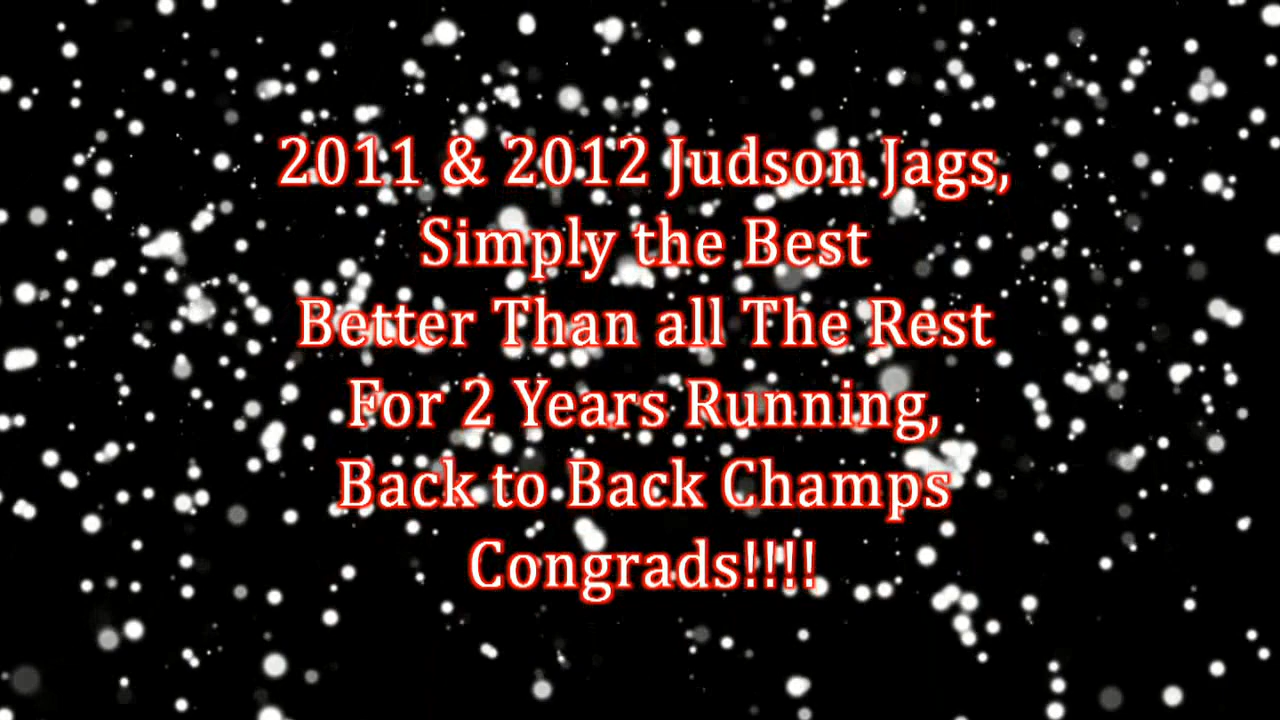 2011 & 2012 Judson Jags,
Simply the Best
Better Than all The Rest
For 2 Years Running,
Back to Back Champs
Congrads!!!!